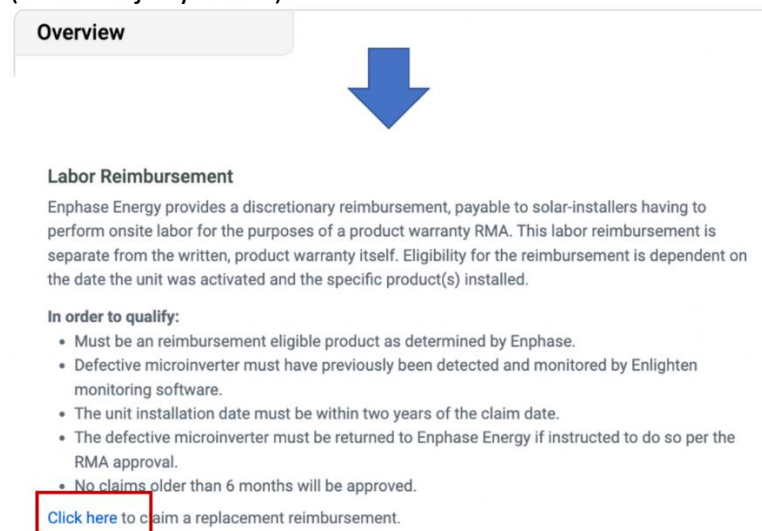 Overview
Labor Reimbursement
Enphase Energy provides a discretionary reimbursement, payable to solar-installers having to
perform onsite labor for the purposes of a product warranty RMA. This labor reimbursement is
separate from the written, product warranty itself. Eligibility for the reimbursement is dependent on
the date the unit was activated and the specific product(s) installed.
In order to qualify:
• Must be an reimbursement eligible product as determined by Enphase.
• Defective microinverter must have previously been detected and monitored by Enlighten
monitoring software.
• The unit installation date must be within two years of the claim date.
• The defective microinverter must be returned to Enphase Energy if instructed to do so per the
RMA approval.
• No claims older than 6 months will be approved.
Click here to claim a replacement reimbursement.